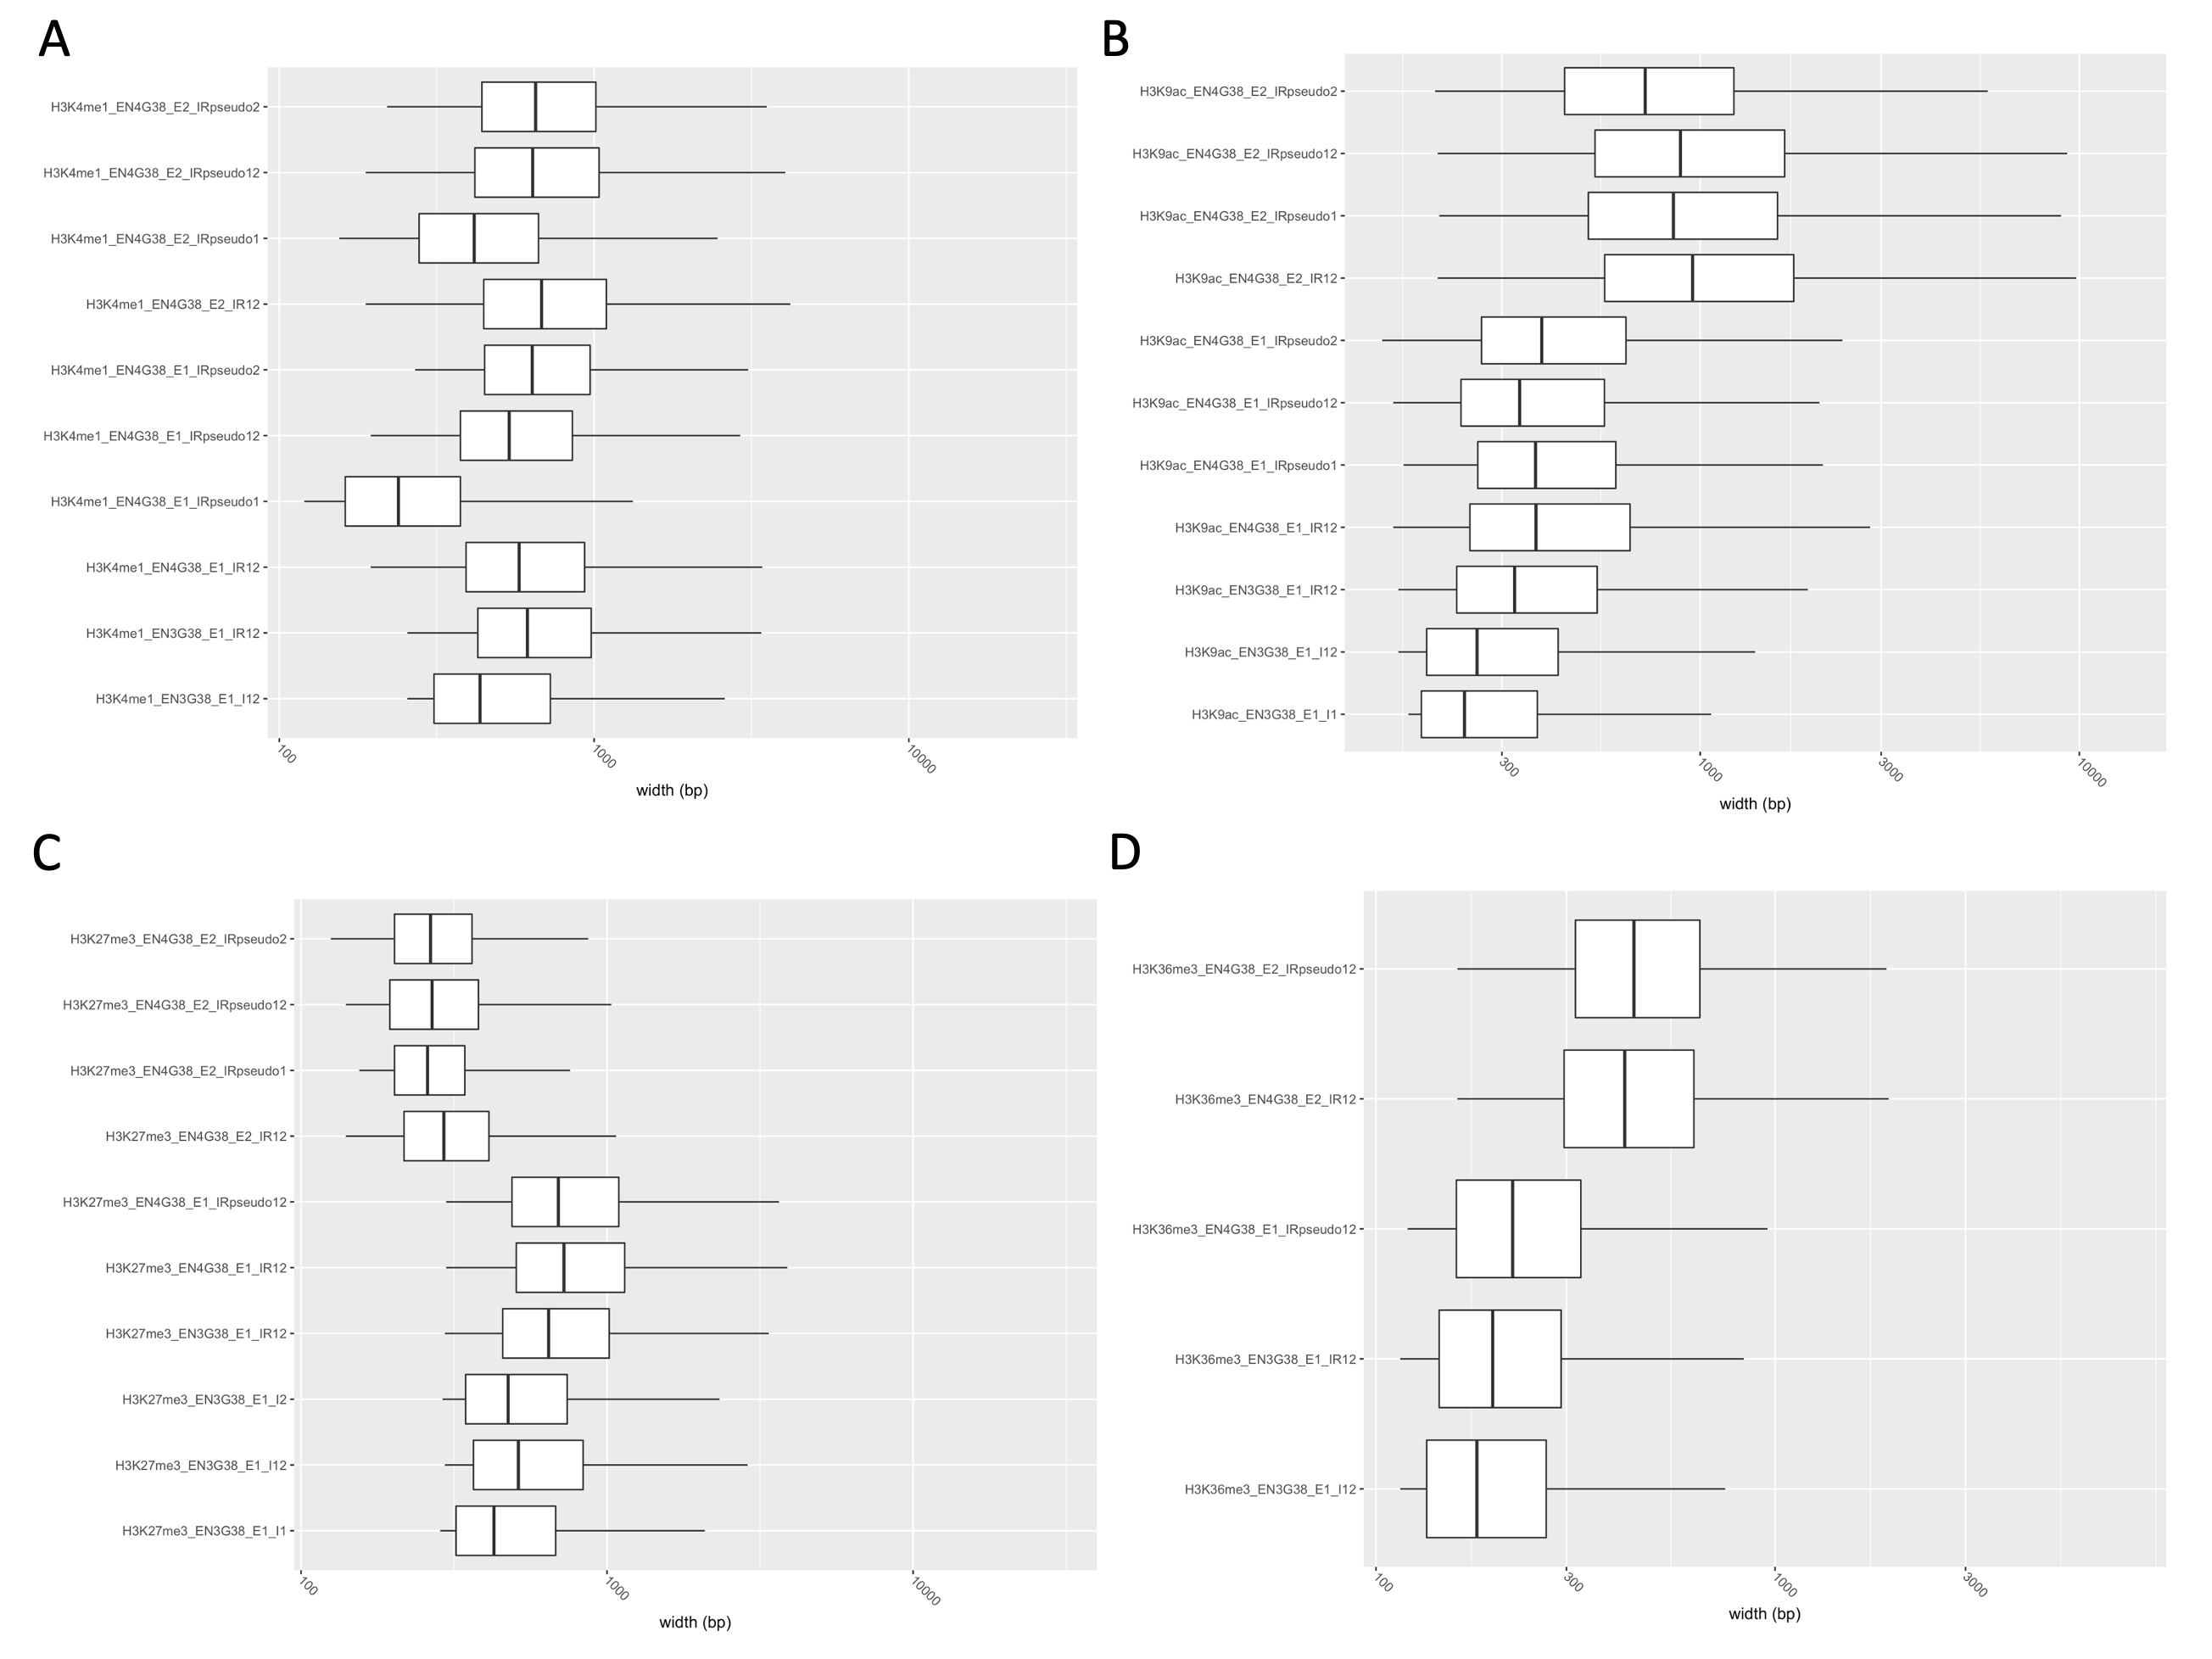 A
H3K4me1_EN4G38_E2_IRpseudo2
H3K4me1_EN4G38_E2_IRpseudo12
H3K4me1_EN4G38_E2_IRpseudo1
H3K4me1_EN4G38_E2_IR12
H3K4me1_EN4G38_E1_IRpseudo2
H3K4me1_EN4G38_E1_IRpseudo12
H3K4me1_EN4G38_E1_IRpseudo1
H3K4me1_EN4G38_E1_IR12
H3K4me1_EN3G38_E1_IR12
H3K4me1_EN3G38_E1_I12
100 1000 10000
width (bp)
B
H3K9ac_EN4G38_E2_IRpseudo2
H3K9ac_EN4G38_E2_IRpseudo12
H3K9ac_EN4G38_E2_IRpseudo1
H3K9ac_EN4G38_E2_IR12
H3K9ac_EN4G38_E1_IRpseudo2
H3K9ac_EN4G38_E1_IRpseudo12
H3K9ac_EN4G38_E1_IRpseudo1
H3K9ac_EN4G38_E1_IR12
H3K9ac_EN3G38_E1_IR12
H3K9ac_EN3G38_E1_I12
H3K9ac_EN3G38_E1_I1
300 1000 3000 10000
width (bp)
C
H3K27me3_EN4G38_E2_IRpseudo2
H3K27me3_EN4G38_E2_IRpseudo12
H3K27me3_EN4G38_E2_IRpseudo1
H3K27me3_EN4G38_E2_IR12
H3K27me3_EN4G38_E1_IRpseudo12
H3K27me3_EN4G38_E1_IR12
H3K27me3_EN3G38_E1_IR12
H3K27me3_EN3G38_E1_I2
H3K27me3_EN3G38_E1_I12
H3K27me3_EN3G38_E1_I1
100 1000 10000
width (bp)
D
H3K36me3_EN4G38_E2_IRpseudo12
H3K36me3_EN4G38_E2_IR12
H3K36me3_EN4G38_E1_IRpseudo12
H3K36me3_EN3G38_E1_IR12
H3K36me3_EN3G38_E1_I12
100 300 1000 3000
width (bp)